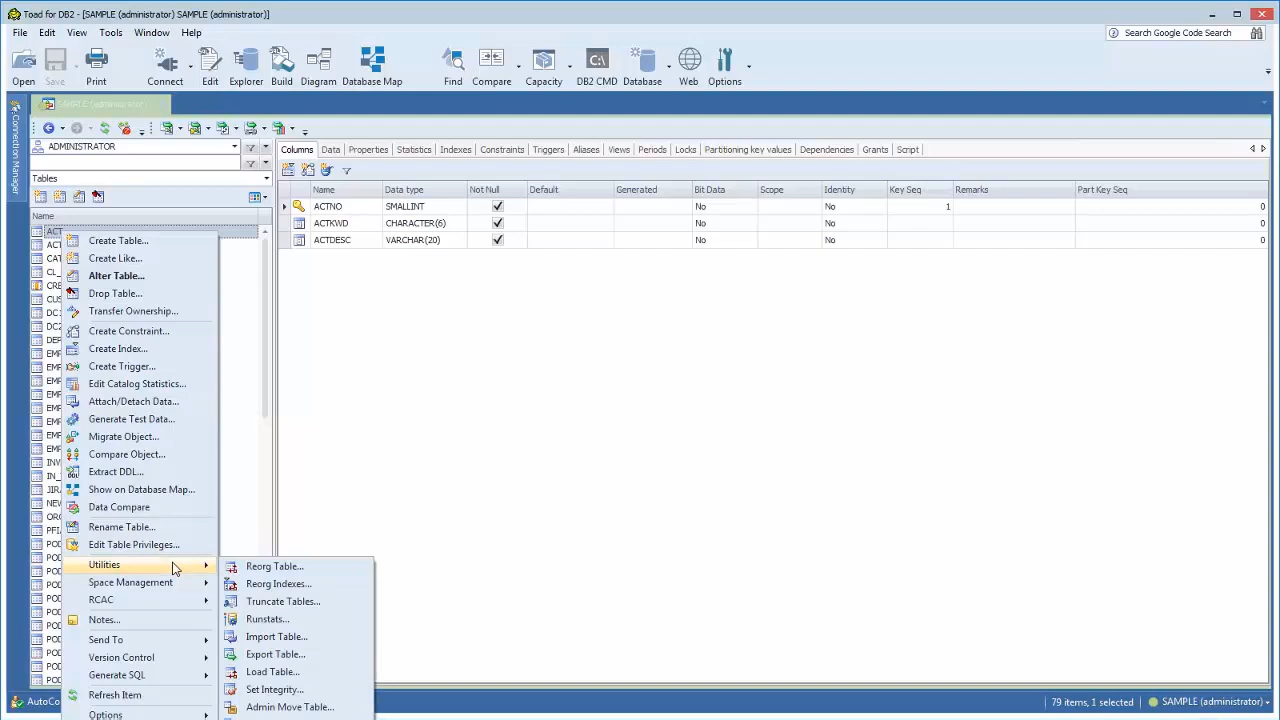 Toad for DB2 - [SAMPLE (administrator) SAMPLE (administrator)]
File Edit View Tools Window Help
Search Google Code Search
Open Save Print Connect Edit Explorer Build Diagram Database Map Find Compare Capacity DB2 CMD Database Web Options
C:\
SAMPLE (administrator
Connection Manager
ADMINISTRATOR
Columns Data Properties Statistics Indexes Constraints Triggers Aliases Views Periods Locks Partitioning key values Dependencies Grants Script
Tables
Name Data type Not Null Default Generated Bit Data Scope Identity Key Seq Remarks Part Key Seq
ACTNO SMALLINT No No 1 0
ACTKWD CHARACTER(6) No No 0
ACTDESC VARCHAR(20) No No 0
Name
ACT
Create Table...
Create Like...
Alter Table...
Drop Table...
Transfer Ownership...
Create Constraint...
Create Index...
Create Trigger...
Edit Catalog Statistics...
Attach/Detach Data...
Generate Test Data...
Migrate Object...
Compare Object...
Extract DDL...
Show on Database Map...
Data Compare
Rename Table...
Edit Table Privileges...
Utilities
Space Management
RCAC
Notes...
Send To
Version Control
Generate SQL
Refresh Item
Options
Reorg Table...
Reorg Indexes...
Truncate Tables...
Runstats...
Import Table...
Export Table...
Load Table...
Set Integrity...
Admin Move Table...
AutoCo
79 items, 1 selected
SAMPLE (administrator)